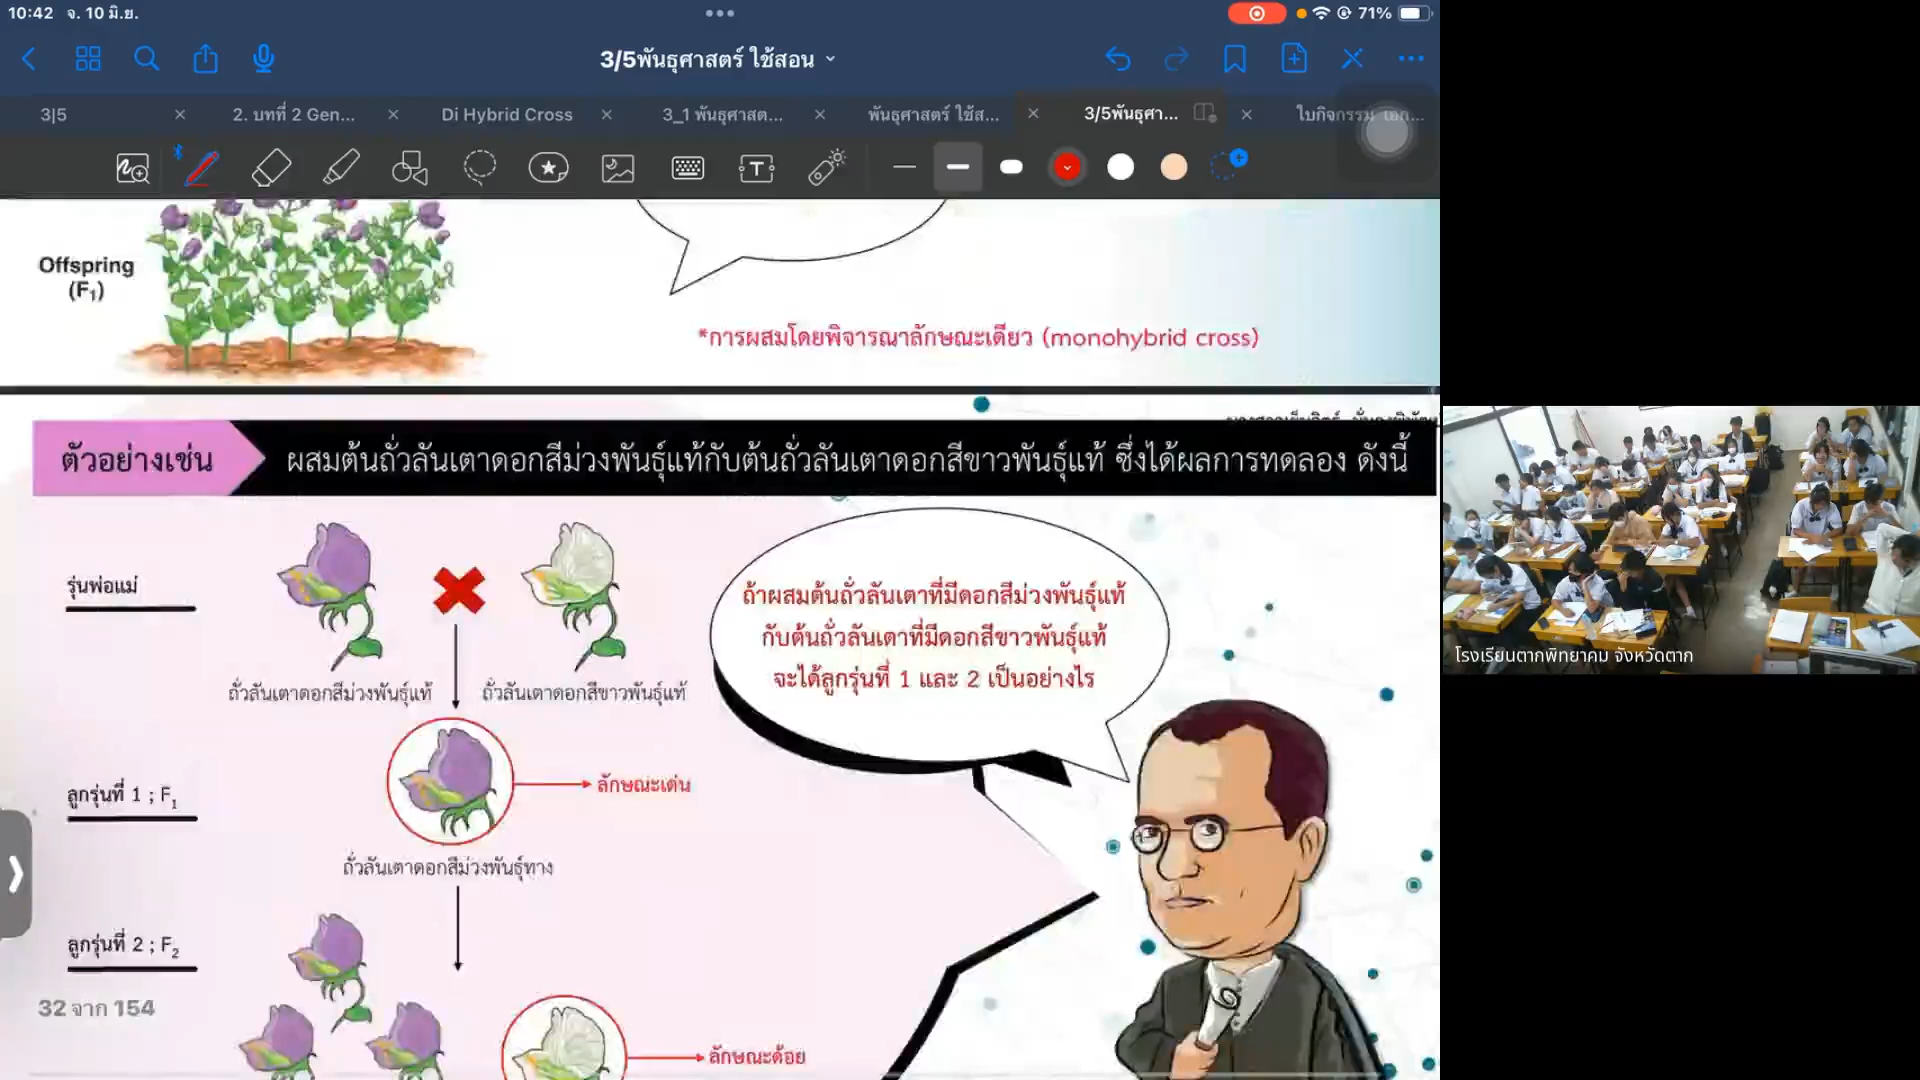 10:42 จ. 10 มิ.ย.
71%
3/5พันธุศาสตร์ ใช้สอน
3|5
2. บทที่ 2 Gen...
Di Hybrid Cross
3_1 พันธุศาสต...
พันธุศาสตร์ ใช้ส...
3/5พันธุศา...
ใบกิจกรรม เอก...
Offspring
(F₁)
*การผสมโดยพิจารณาลักษณะเดียว (monohybrid cross)
ตัวอย่างเช่น
ผสมต้นถั่วลันเตาดอกสีม่วงพันธุ์แท้กับต้นถั่วลันเตาดอกสีขาวพันธุ์แท้ ซึ่งได้ผลการทดลอง ดังนี้
รุ่นพ่อแม่
ถั่วลันเตาดอกสีม่วงพันธุ์แท้
ถั่วลันเตาดอกสีขาวพันธุ์แท้
ถ้าผสมต้นถั่วลันเตาที่มีดอกสีม่วงพันธุ์แท้
กับต้นถั่วลันเตาที่มีดอกสีขาวพันธุ์แท้
จะได้ลูกรุ่นที่ 1 และ 2 เป็นอย่างไร
โรงเรียนตากพิทยาคม จังหวัดตาก
ลูกรุ่นที่ 1 ; F₁
ลักษณะเด่น
ถั่วลันเตาดอกสีม่วงพันธุ์ทาง
ลูกรุ่นที่ 2 ; F₂
32 จาก 154
ลักษณะด้อย